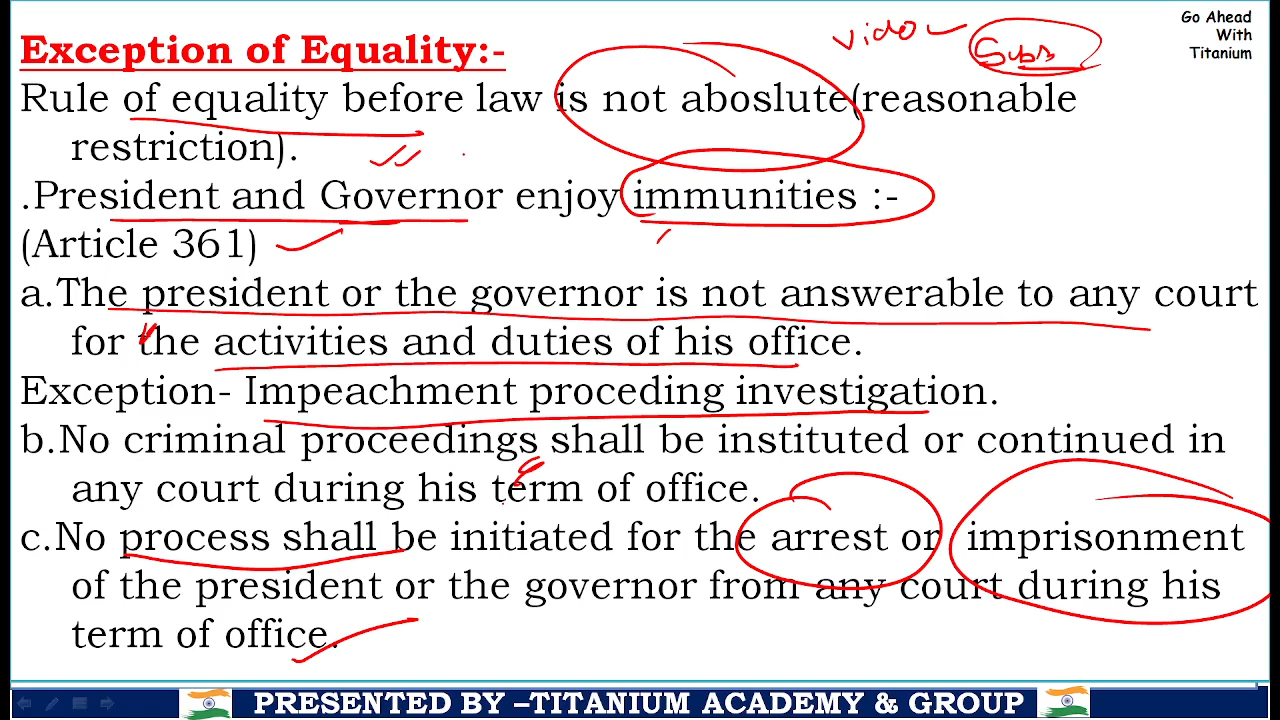 Go Ahead
With
Titanium
Vido
Subs
Exception of Equality:-
Rule of equality before law is not aboslute(reasonable
restriction).
.President and Governor enjoy immunities :-
(Article 361)
a.The president or the governor is not answerable to any court
for the activities and duties of his office.
Exception- Impeachment proceding investigation.
b.No criminal proceedings shall be instituted or continued in
any court during his term of office.
c.No process shall be initiated for the arrest or imprisonment
of the president or the governor from any court during his
term of office.
PRESENTED BY –TITANIUM ACADEMY & GROUP